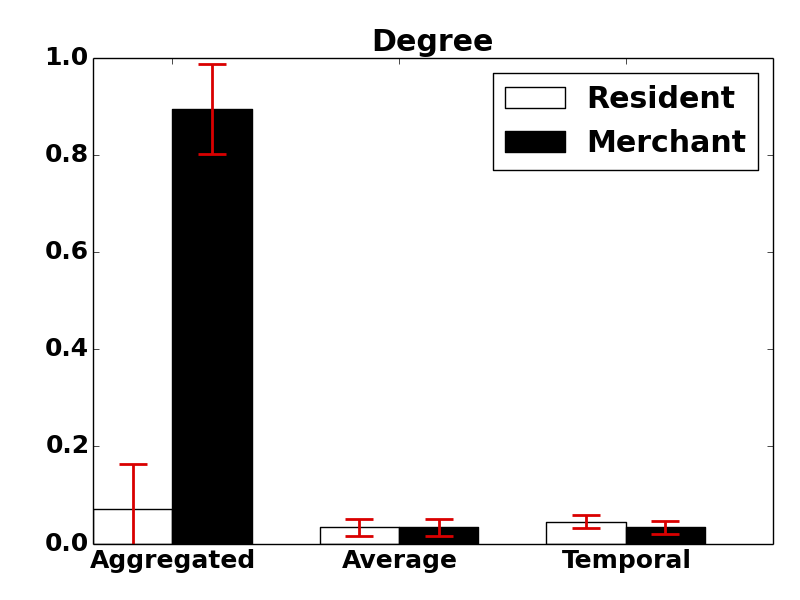 Degree
1.0
0.8
0.6
0.4
0.2
0.0
Resident
Merchant
Aggregated
Average
Temporal